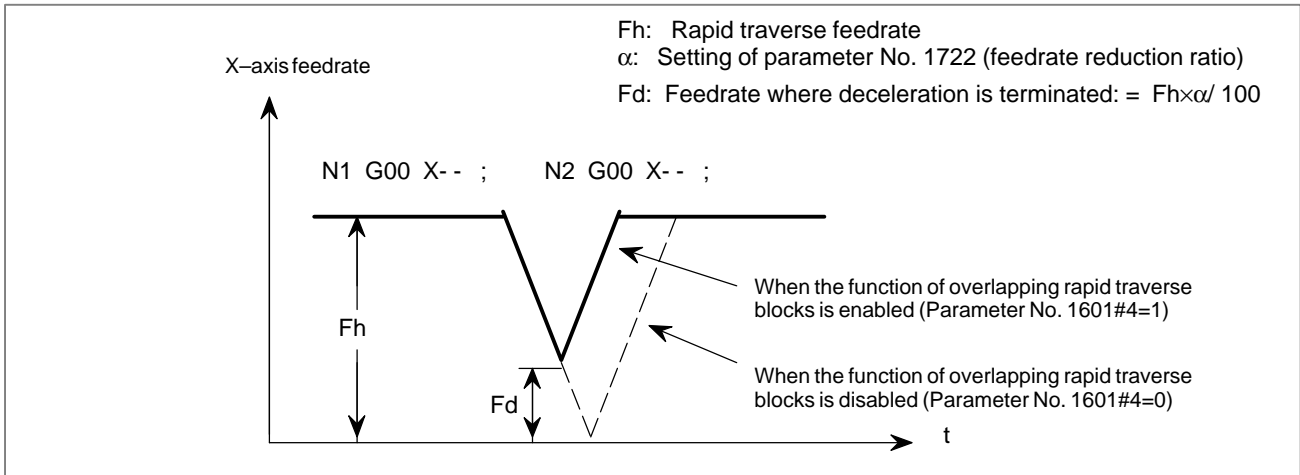 Fh: Rapid traverse feedrate
α: Setting of parameter No. 1722 (feedrate reduction ratio)
Fd: Feedrate where deceleration is terminated: = Fh×α/ 100
X–axis feedrate
N1 G00 X- - ; N2 G00 X- - ;
When the function of overlapping rapid traverse
blocks is enabled (Parameter No. 1601#4=1)
Fh
When the function of overlapping rapid traverse
blocks is disabled (Parameter No. 1601#4=0)
Fd
t